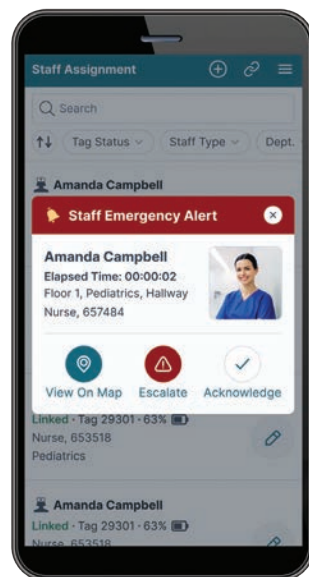 Staff Assignment
Search
Tag Status
Staff Type
Dept.
Amanda Campbell
Staff Emergency Alert
Amanda Campbell
Elapsed Time: 00:00:02
Floor 1, Pediatrics, Hallway
Nurse, 657484
View On Map
Escalate
Acknowledge
Linked · Tag 29301 · 63%
Nurse, 653518
Pediatrics
Amanda Campbell
Linked · Tag 29301 · 63%
Nurse, 653518